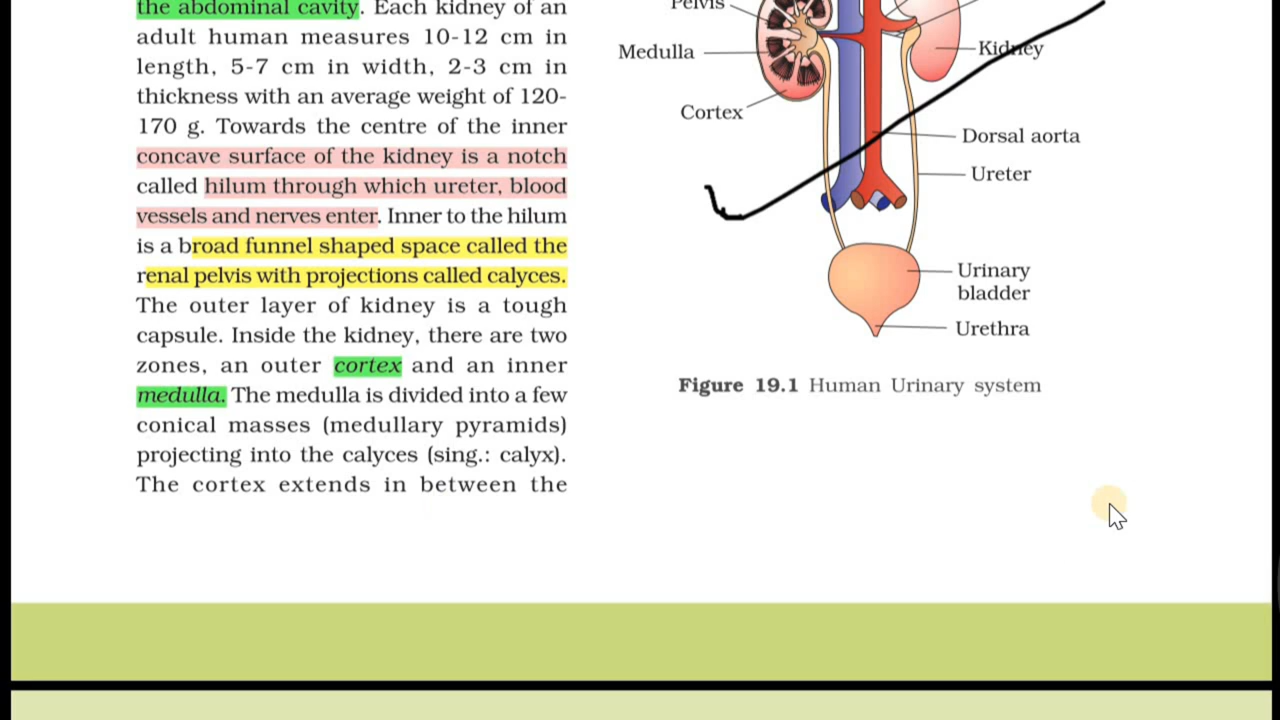 the abdominal cavity. Each kidney of an
adult human measures 10-12 cm in
length, 5-7 cm in width, 2-3 cm in
thickness with an average weight of 120-
170 g. Towards the centre of the inner
concave surface of the kidney is a notch
called hilum through which ureter, blood
vessels and nerves enter. Inner to the hilum
is a broad funnel shaped space called the
renal pelvis with projections called calyces.
The outer layer of kidney is a tough
capsule. Inside the kidney, there are two
zones, an outer cortex and an inner
medulla. The medulla is divided into a few
conical masses (medullary pyramids)
projecting into the calyces (sing.: calyx).
The cortex extends in between the
Pelvis
Medulla
Cortex
Kidney
Dorsal aorta
Ureter
Urinary
bladder
Urethra
Figure 19.1 Human Urinary system